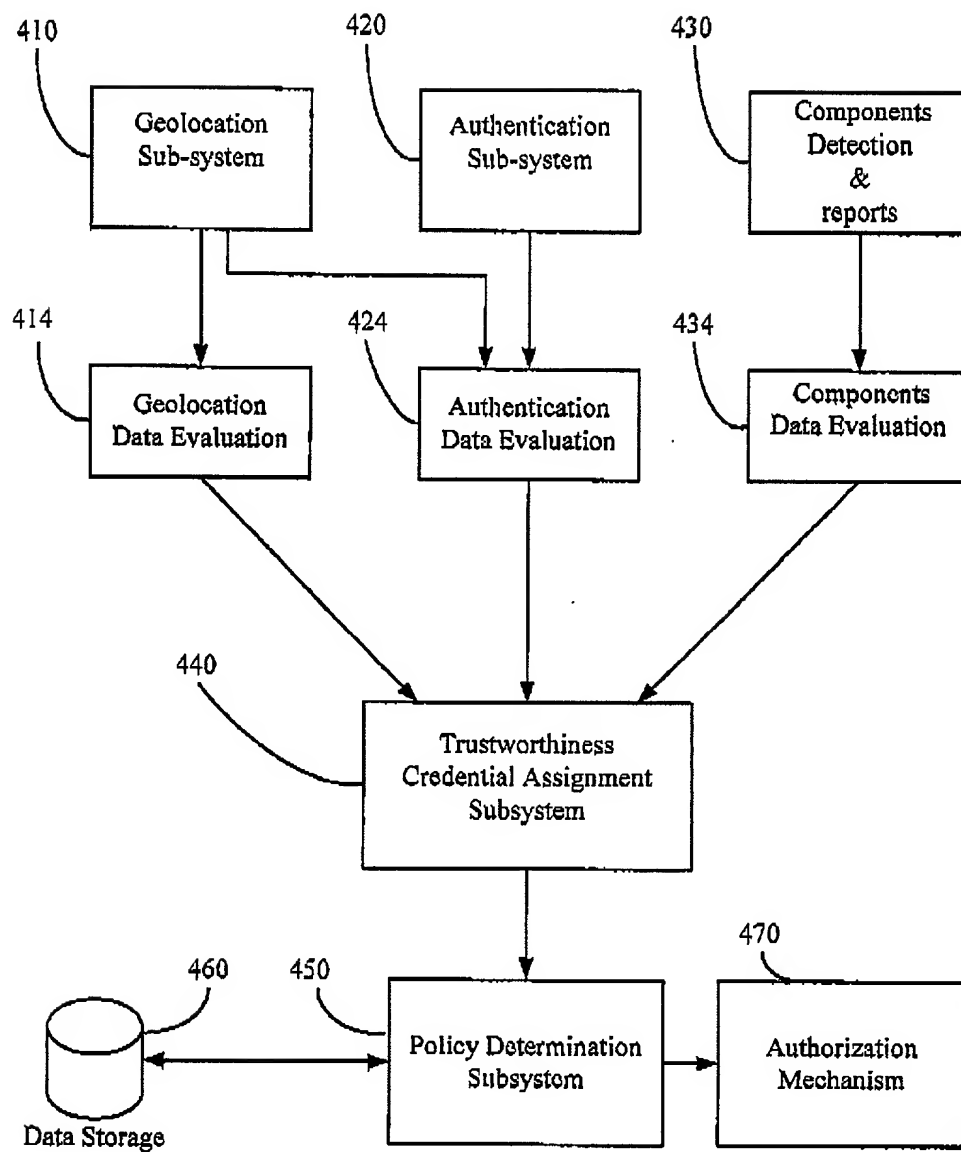 410
420
430
Geolocation
Sub-system
Authentication
Sub-system
Components
Detection
&
reports
414
424
434
Geolocation
Data Evaluation
Authentication
Data Evaluation
Components
Data Evaluation
440
Trustworthiness
Credential Assignment
Subsystem
460
450
470
Policy Determination
Subsystem
Authorization
Mechanism
Data Storage